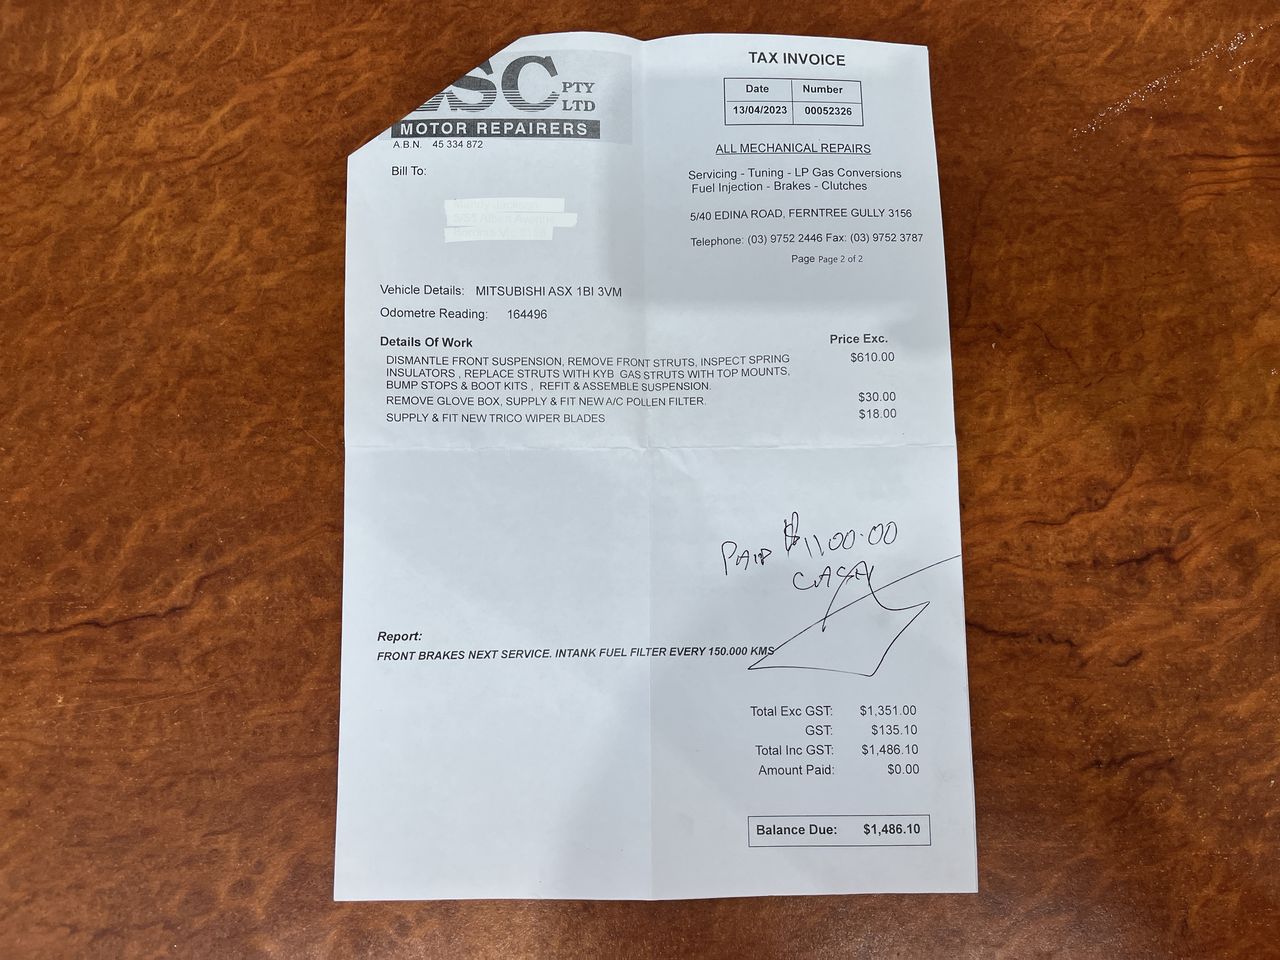 SC PTY LTD
MOTOR REPAIRERS
A.B.N. 45 334 872
Bill To:
TAX INVOICE
Date Number
13/04/2023 00052326
ALL MECHANICAL REPAIRS
Servicing - Tuning - LP Gas Conversions
Fuel Injection - Brakes - Clutches
5/40 EDINA ROAD, FERNTREE GULLY 3156
Telephone: (03) 9752 2446 Fax: (03) 9752 3787
Page Page 2 of 2
Vehicle Details: MITSUBISHI ASX 1BI 3VM
Odometre Reading: 164496
Details Of Work Price Exc.
DISMANTLE FRONT SUSPENSION, REMOVE FRONT STRUTS, INSPECT SPRING $610.00
INSULATORS , REPLACE STRUTS WITH KYB GAS STRUTS WITH TOP MOUNTS,
BUMP STOPS & BOOT KITS , REFIT & ASSEMBLE SUSPENSION.
REMOVE GLOVE BOX, SUPPLY & FIT NEW A/C POLLEN FILTER. $30.00
SUPPLY & FIT NEW TRICO WIPER BLADES $18.00
PAID $1100.00
CASH
Report:
FRONT BRAKES NEXT SERVICE. INTANK FUEL FILTER EVERY 150.000 KMS
Total Exc GST: $1,351.00
GST: $135.10
Total Inc GST: $1,486.10
Amount Paid: $0.00
Balance Due: $1,486.10